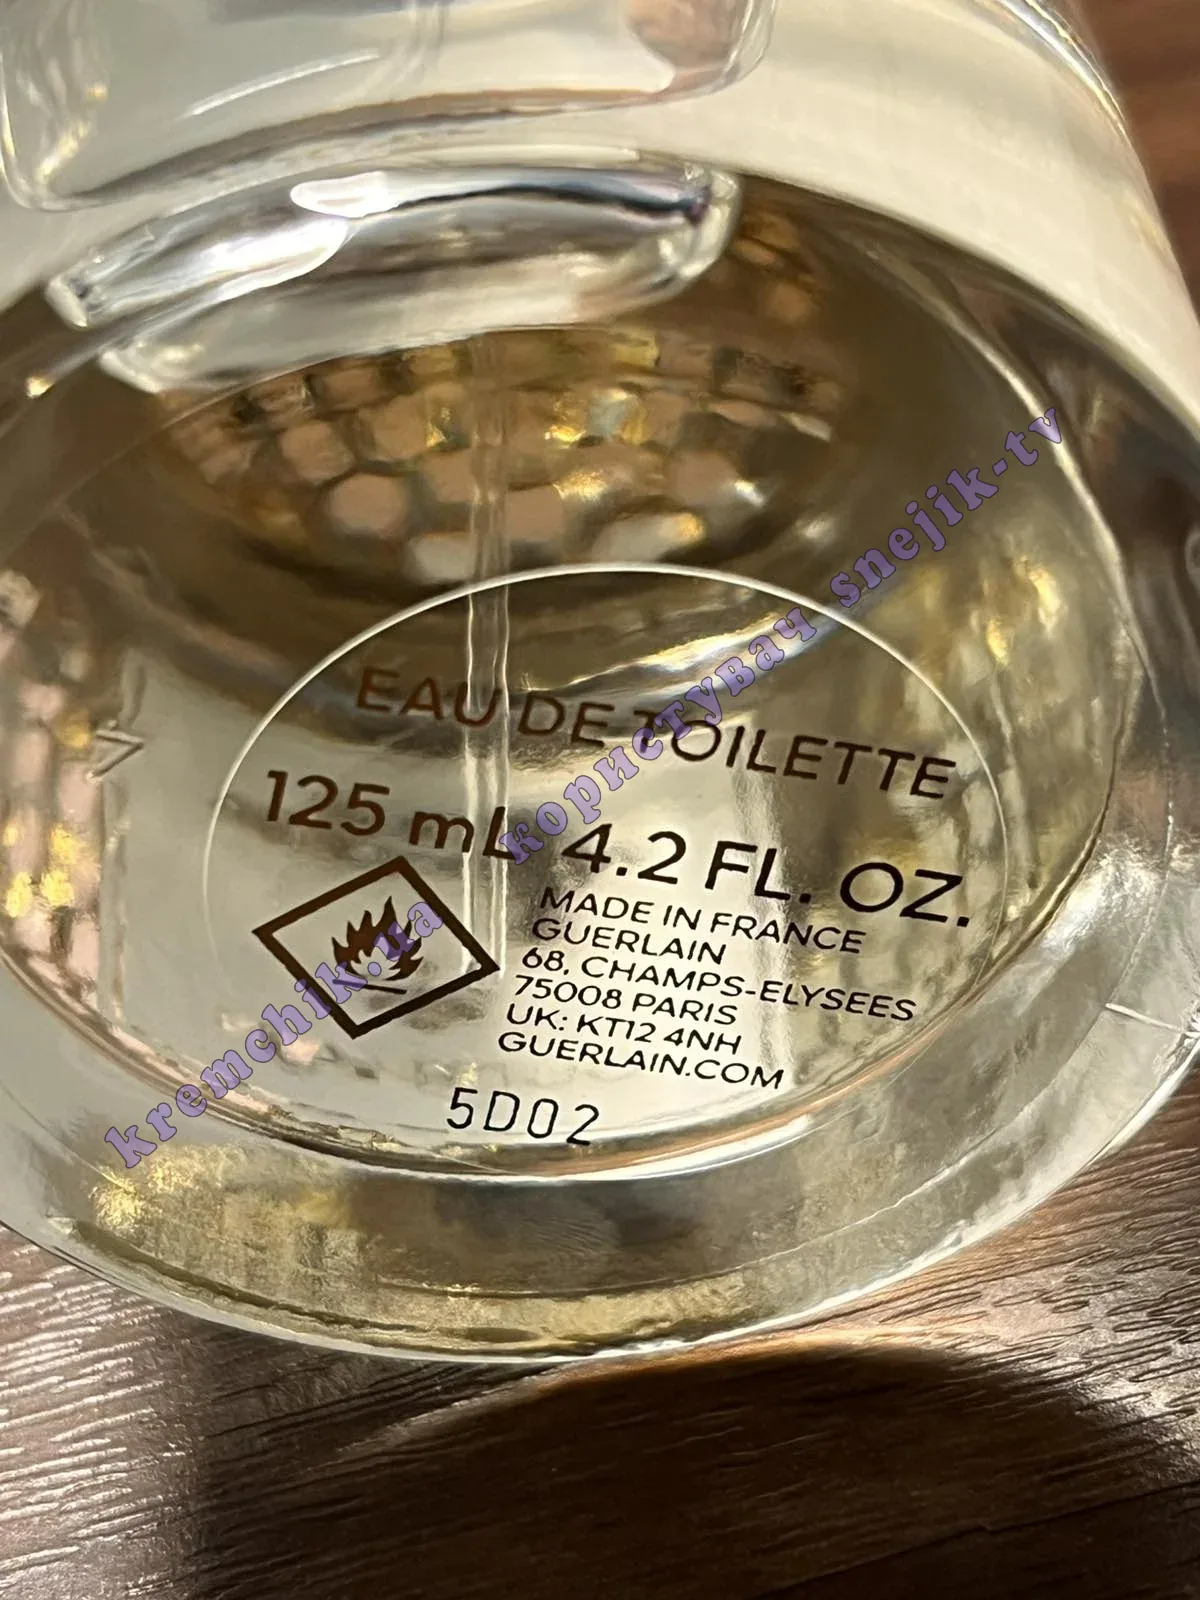 EAU DE TOILETTE
125 mL 4.2 FL. OZ.
MADE IN FRANCE
GUERLAIN
68, CHAMPS-ELYSEES
75008 PARIS
UK: KT12 4NH
GUERLAIN.COM
5D02
kremchik.ua користувач snejik-tv